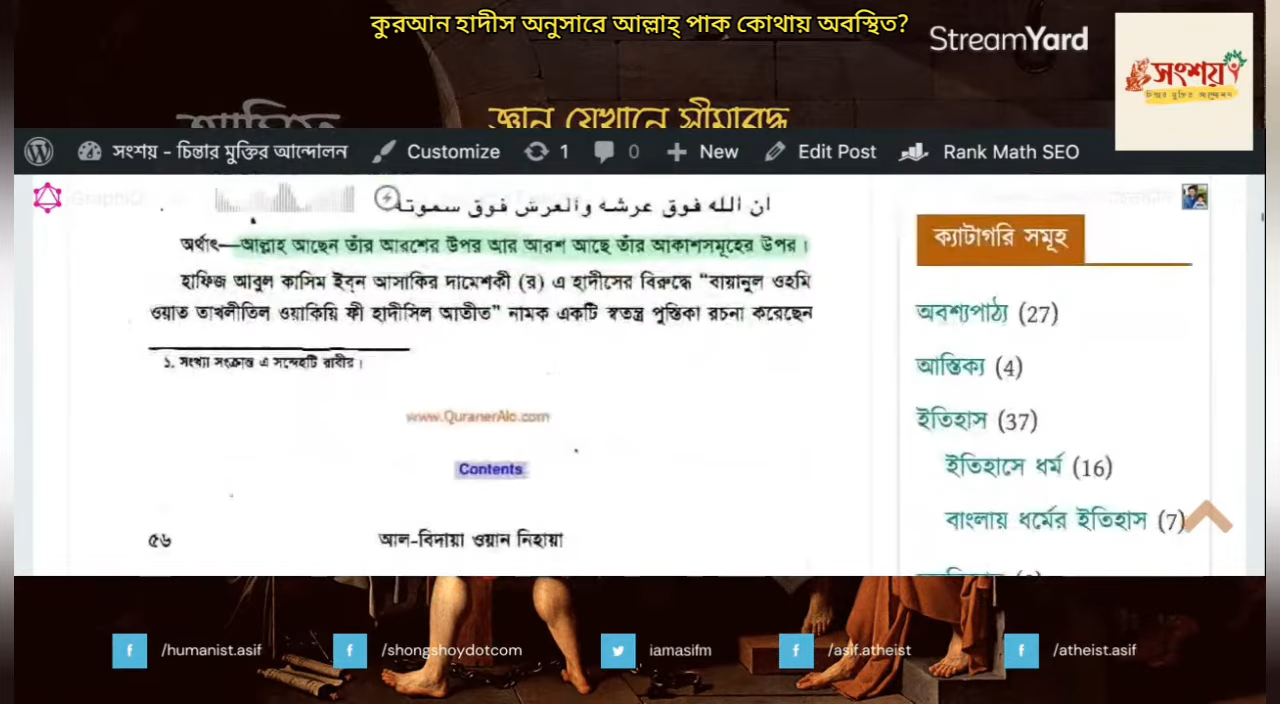 কুরআন হাদীস অনুসারে আল্লাহ্ পাক কোথায় অবস্থিত?
StreamYard
সংশয়
চিন্তার মুক্তির আন্দোলন
জ্ঞান যেখানে সীমাবদ্ধ
সংশয় – চিন্তার মুক্তির আন্দোলন
Customize
1
0
New
Edit Post
Rank Math SEO
ان الله فوق عرشه والعرش فوق سموته
অর্থাৎ—আল্লাহ আছেন তাঁর আরশের উপর আর আরশ আছে তাঁর আকাশসমূহের উপর।
হাফিজ আবুল কাসিম ইব্‌ন আসাকির দামেশকী (র) এ হাদীসের বিরুদ্ধে “বায়ানুল ওহমি
ওয়াত তাখলীতিল ওয়াকিয়ি ফী হাদীসিল আতীত” নামক একটি স্বতন্ত্র পুস্তিকা রচনা করেছেন
১. সংখ্যা সংক্রান্ত এ সন্দেহটি রাবীর।
www.QuranerAlo.com
Contents
৫৬
আল-বিদায়া ওয়ান নিহায়া
ক্যাটাগরি সমূহ
অবশ্যপাঠ্য (27)
আস্তিক্য (4)
ইতিহাস (37)
ইতিহাসে ধর্ম (16)
বাংলায় ধর্মের ইতিহাস (7)
/humanist.asif
/shongshoydotcom
iamasifm
/asif.atheist
/atheist.asif